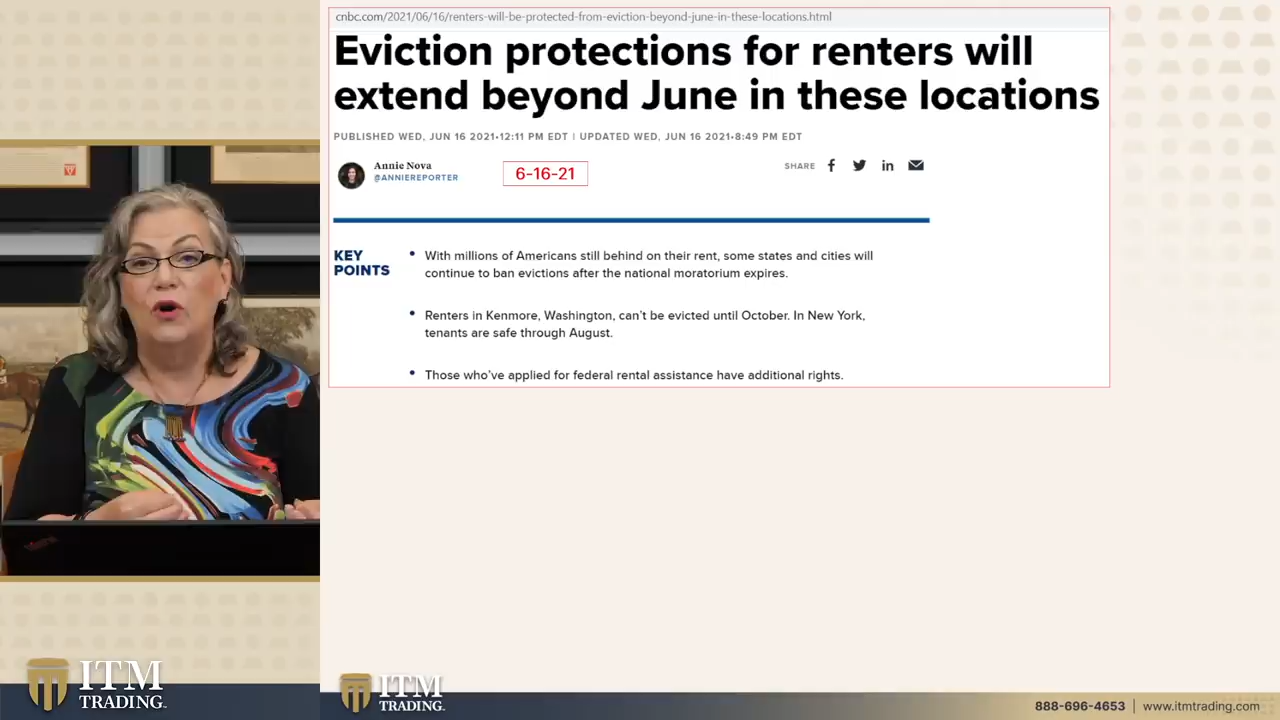 cnbc.com/2021/06/16/renters-will-be-protected-from-eviction-beyond-june-in-these-locations.html
Eviction protections for renters will
extend beyond June in these locations
PUBLISHED WED, JUN 16 2021•12:11 PM EDT | UPDATED WED, JUN 16 2021•8:49 PM EDT
Annie Nova
@ANNIEREPORTER
6-16-21
SHARE
KEY
POINTS
• With millions of Americans still behind on their rent, some states and cities will
continue to ban evictions after the national moratorium expires.
• Renters in Kenmore, Washington, can't be evicted until October. In New York,
tenants are safe through August.
• Those who've applied for federal rental assistance have additional rights.
ITM
TRADING
ITM
TRADING
888-696-4653 | www.itmtrading.com